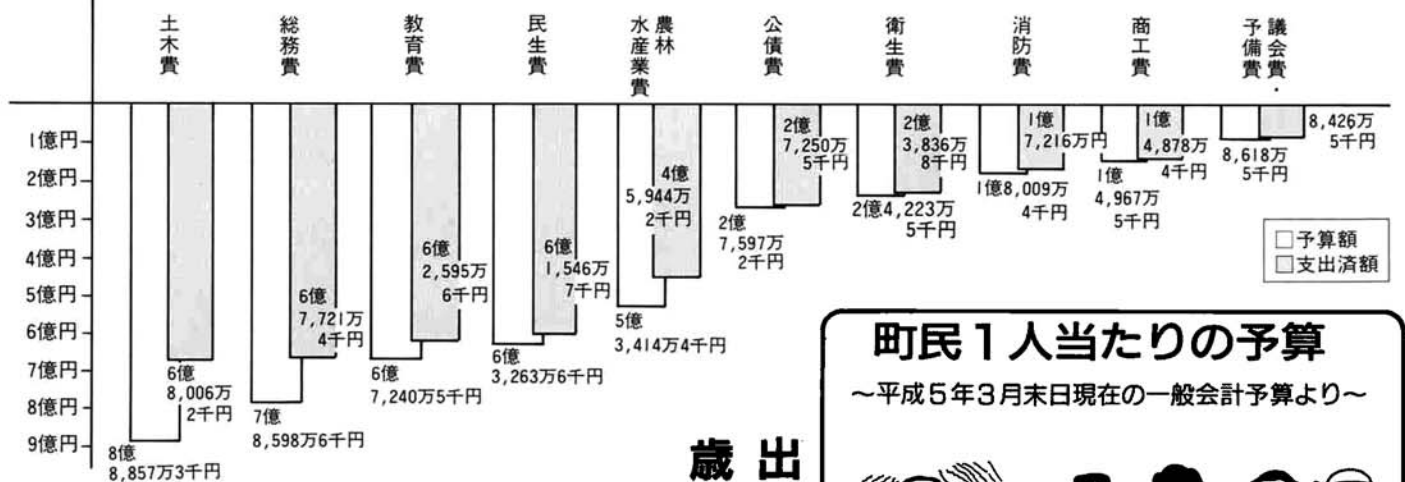 土木費
総務費
教育費
民生費
農林
水産業費
公債費
衛生費
消防費
商工費
議会費・
予備費
1億円
2億円
3億円
4億円
5億円
6億円
7億円
8億円
9億円
8億
8,857万3千円
6億
8,006万
2千円
7億
8,598万6千円
6億
7,721万
4千円
6億
7,240万5千円
6億
2,595万
6千円
6億
3,263万6千円
6億
1,546万
7千円
5億
3,414万4千円
4億
5,944万
2千円
2億
7,597万
2千円
2億
7,250万
5千円
2億4,223万
5千円
2億
3,836万
8千円
1億8,009万
4千円
1億
7,216万円
1億
4,967万
5千円
1億
4,878万
4千円
8,618万
5千円
8,426万
5千円
予算額
支出済額
歳出
町民1人当たりの予算
～平成5年3月末日現在の一般会計予算より～